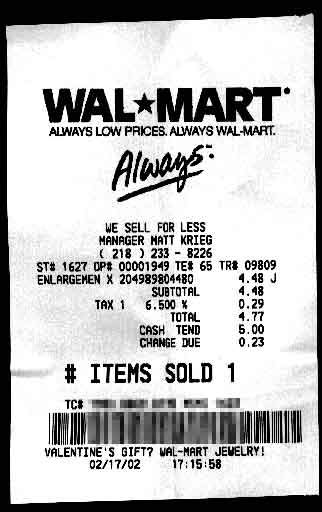 WAL★MART®
ALWAYS LOW PRICES. ALWAYS WAL-MART.
Always.
WE SELL FOR LESS
MANAGER MATT KRIEG
( 218 ) 233 - 8226
ST# 1627 OP# 00001949 TE# 65 TR# 09809
ENLARGEMEN X 204989804480 4.48 J
SUBTOTAL 4.48
TAX 1 6.500 % 0.29
TOTAL 4.77
CASH TEND 5.00
CHANGE DUE 0.23
# ITEMS SOLD 1
TC#
VALENTINE'S GIFT? WAL-MART JEWELRY!
02/17/02 17:15:58